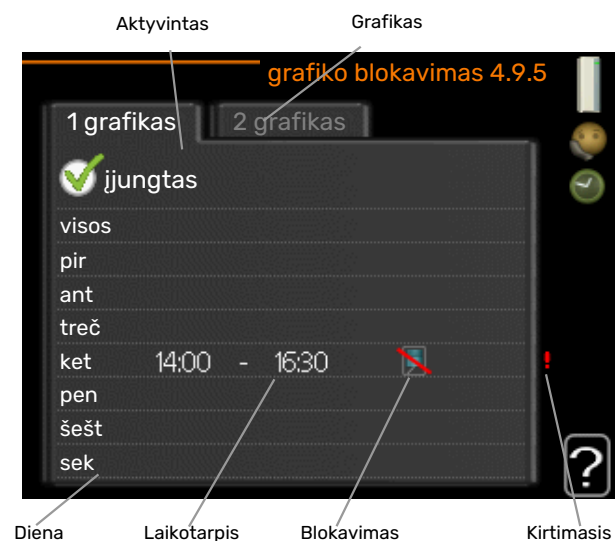 Aktyvintas Grafikas
grafiko blokavimas 4.9.5
1 grafikas 2 grafikas
įjungtas
visos
pir
ant
treč
ket 14:00 - 16:30 !
pen
šešt
sek
?
Diena Laikotarpis Blokavimas Kirtimasis